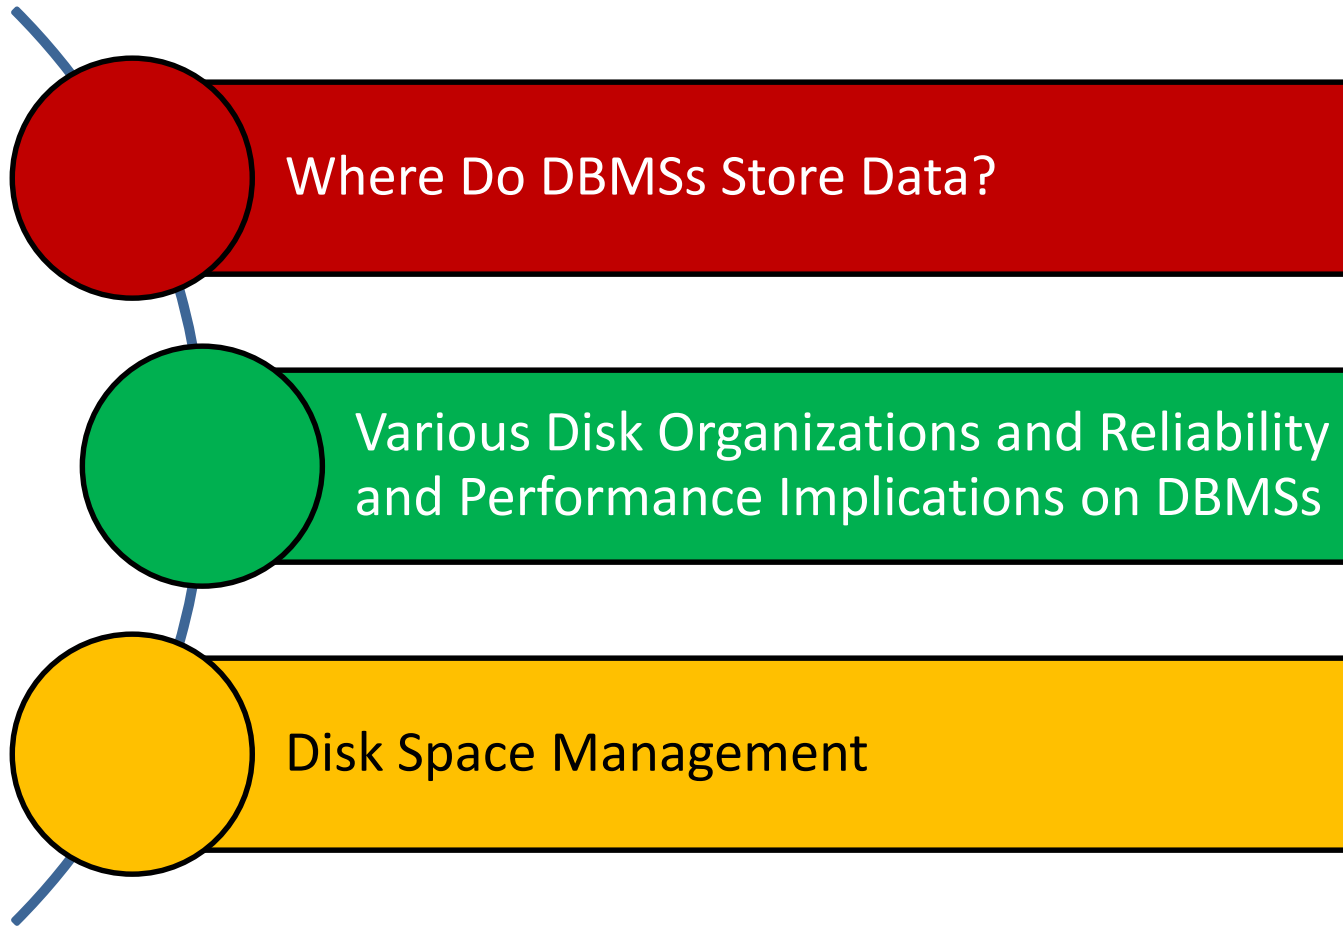 Where Do DBMSs Store Data?
Various Disk Organizations and Reliability
and Performance Implications on DBMSs
Disk Space Management